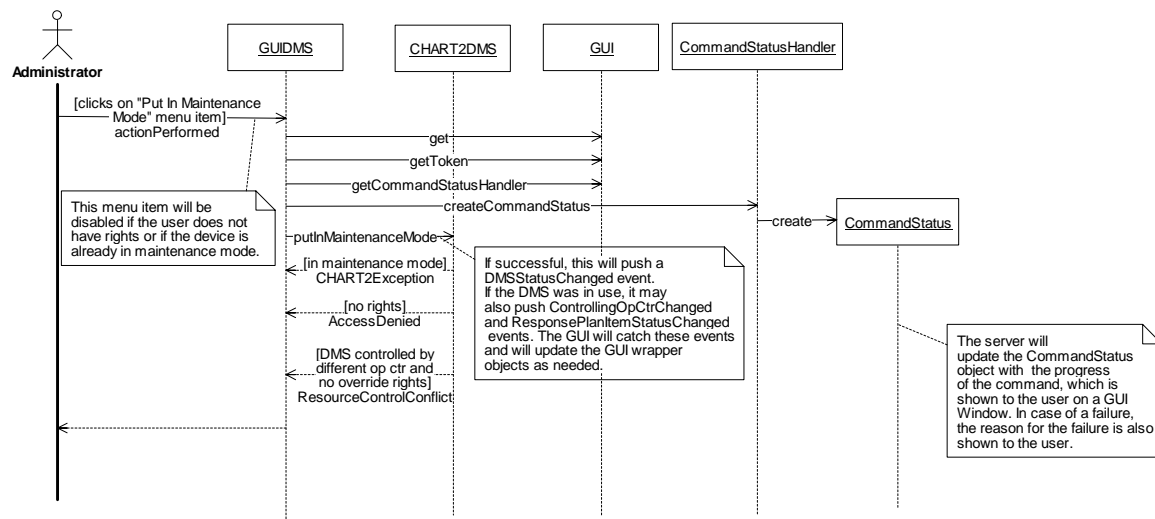 GUIDMS
CHART2DMS
GUI
CommandStatusHandler
Administrator
[clicks on "Put In Maintenance
Mode" menu item]
actionPerformed
get
getToken
getCommandStatusHandler
createCommandStatus
create
CommandStatus
This menu item will be
disabled if the user does not
have rights or if the device is
already in maintenance mode.
putInMaintenanceMode
[in maintenance mode]
CHART2Exception
[no rights]
AccessDenied
[DMS controlled by
different op ctr and
no override rights]
ResourceControlConflict
If successful, this will push a
DMSStatusChanged event.
If the DMS was in use, it may
also push ControllingOpCtrChanged
and ResponsePlanItemStatusChanged
events. The GUI will catch these events
and will update the GUI wrapper
objects as needed.
The server will
update the CommandStatus
object with the progress
of the command, which is
shown to the user on a GUI
Window. In case of a failure,
the reason for the failure is also
shown to the user.